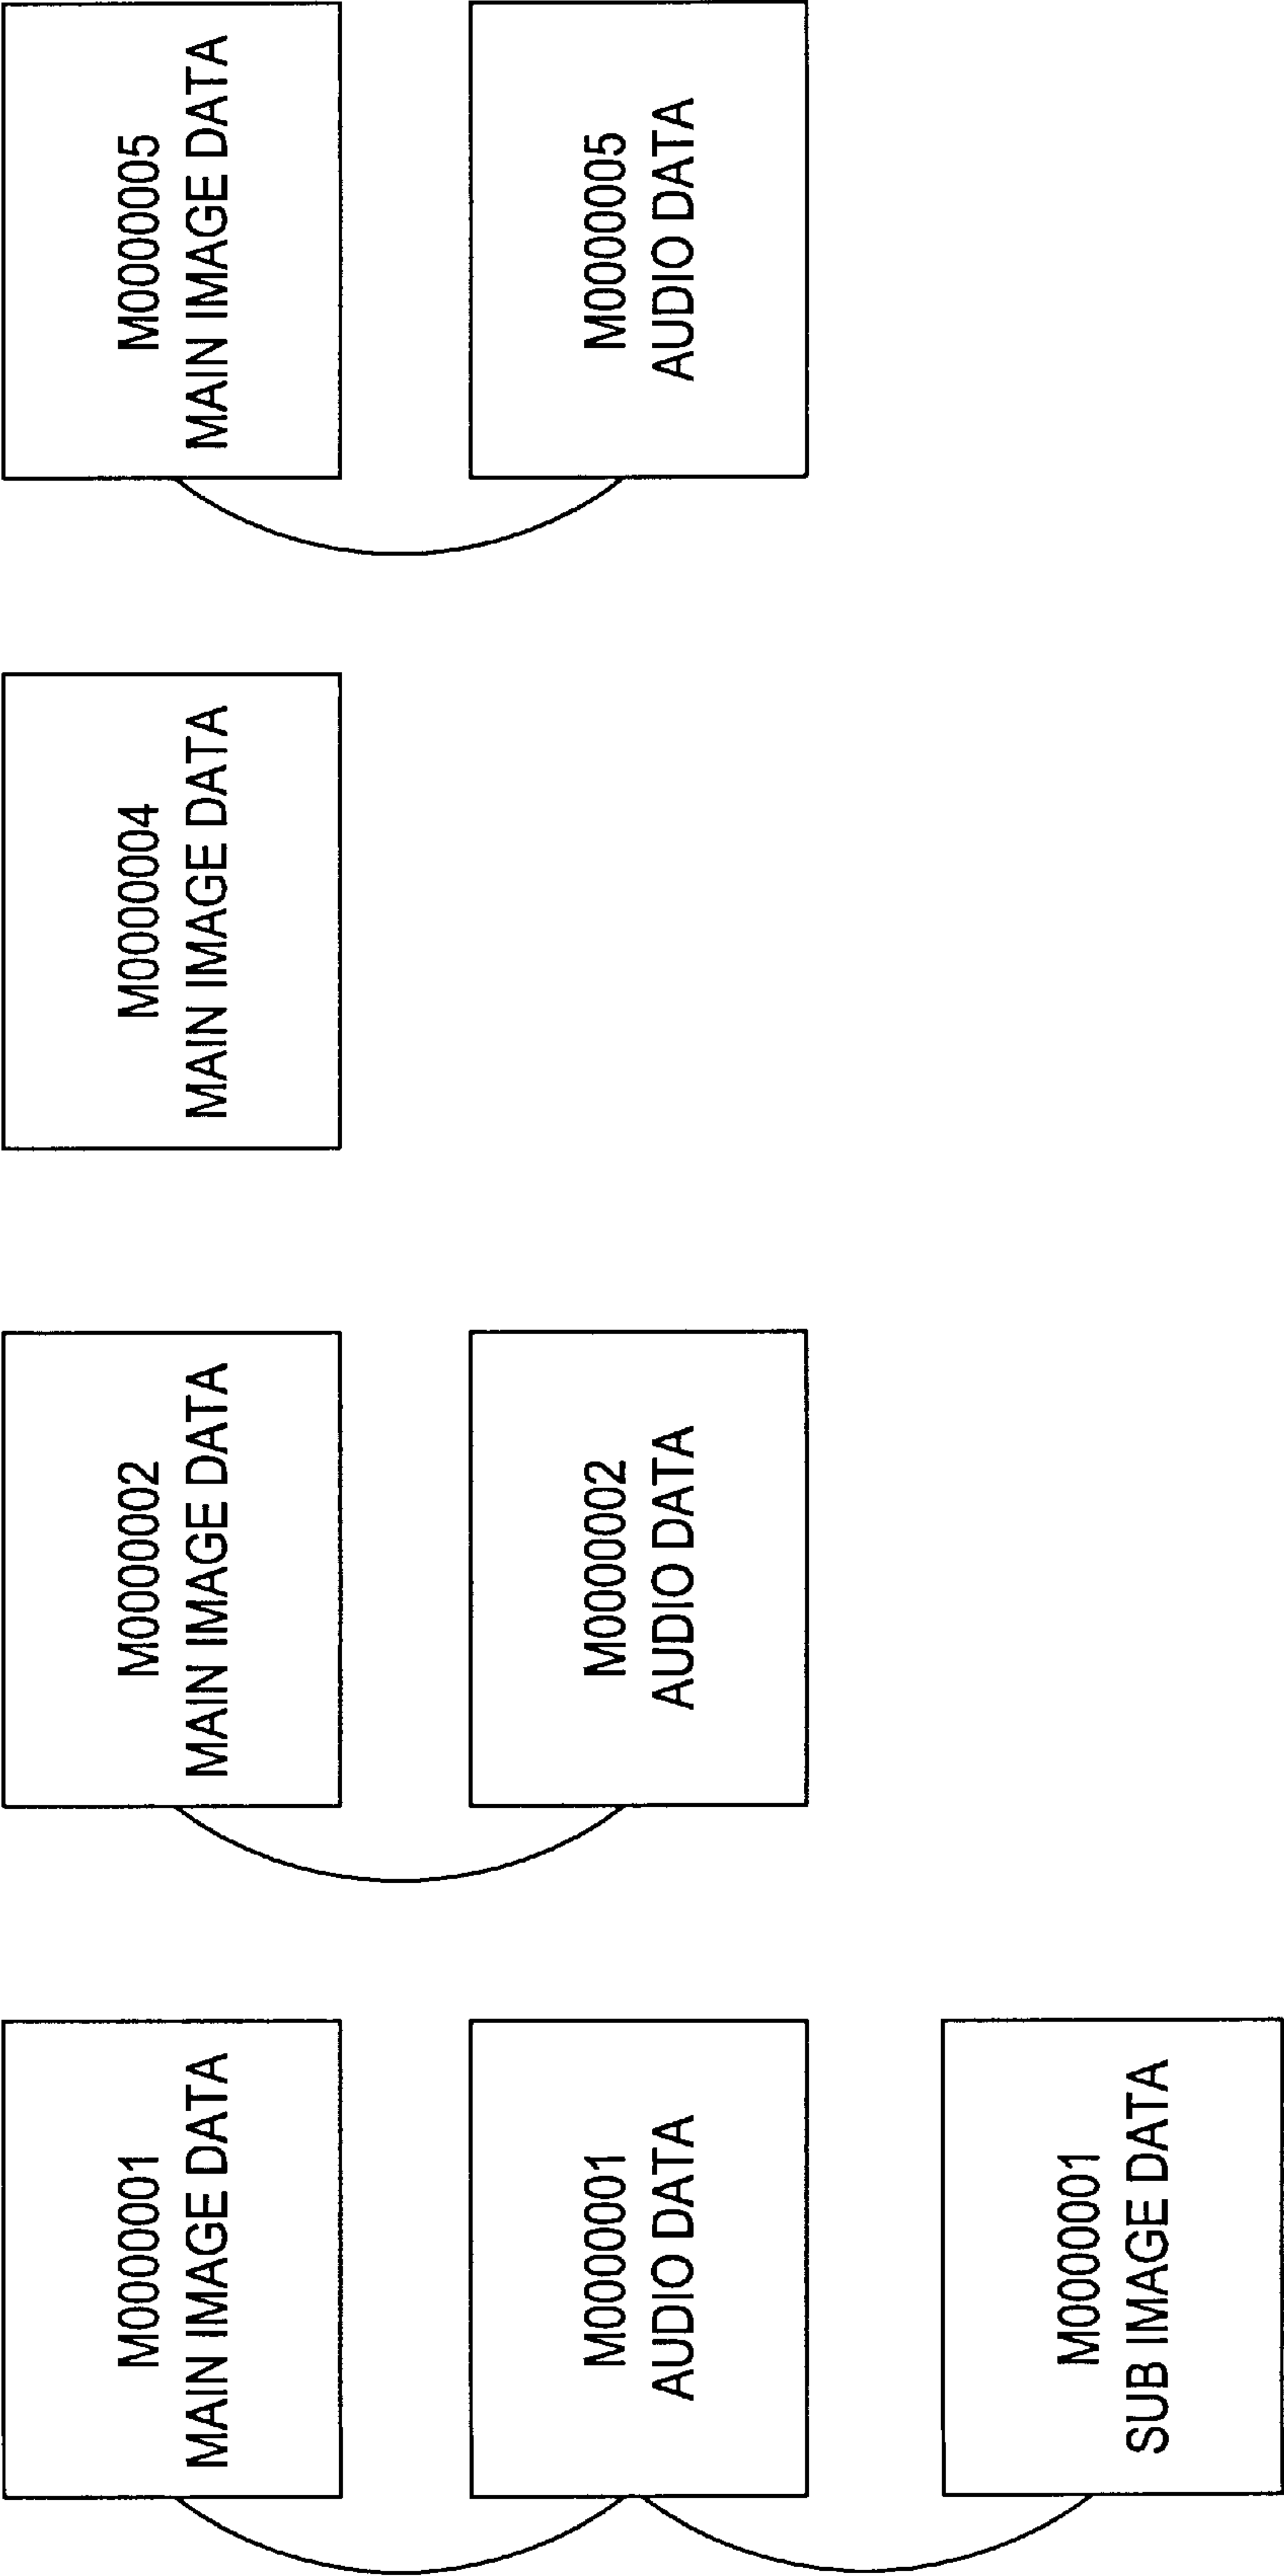 M0000001
MAIN IMAGE DATA
M0000002
MAIN IMAGE DATA
M0000004
MAIN IMAGE DATA
M0000005
MAIN IMAGE DATA
M0000001
AUDIO DATA
M0000002
AUDIO DATA
M0000005
AUDIO DATA
M0000001
SUB IMAGE DATA